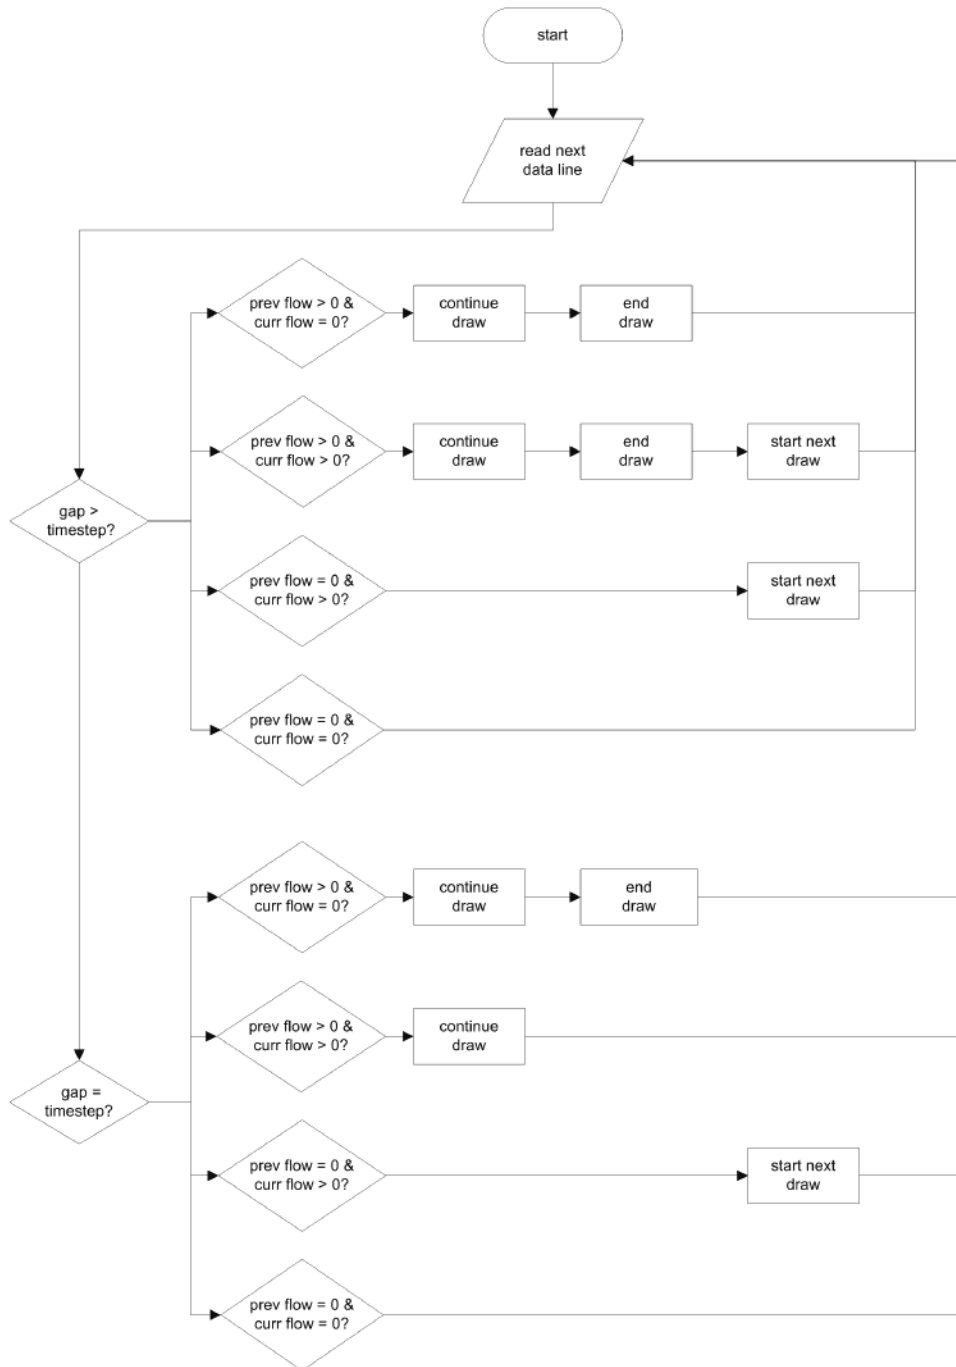 start
read next
data line
prev flow > 0 &
curr flow = 0?
continue
draw
end
draw
prev flow > 0 &
curr flow > 0?
continue
draw
end
draw
start next
draw
gap >
timestep?
prev flow = 0 &
curr flow > 0?
start next
draw
prev flow = 0 &
curr flow = 0?
prev flow > 0 &
curr flow = 0?
continue
draw
end
draw
prev flow > 0 &
curr flow > 0?
continue
draw
gap =
timestep?
prev flow = 0 &
curr flow > 0?
start next
draw
prev flow = 0 &
curr flow = 0?